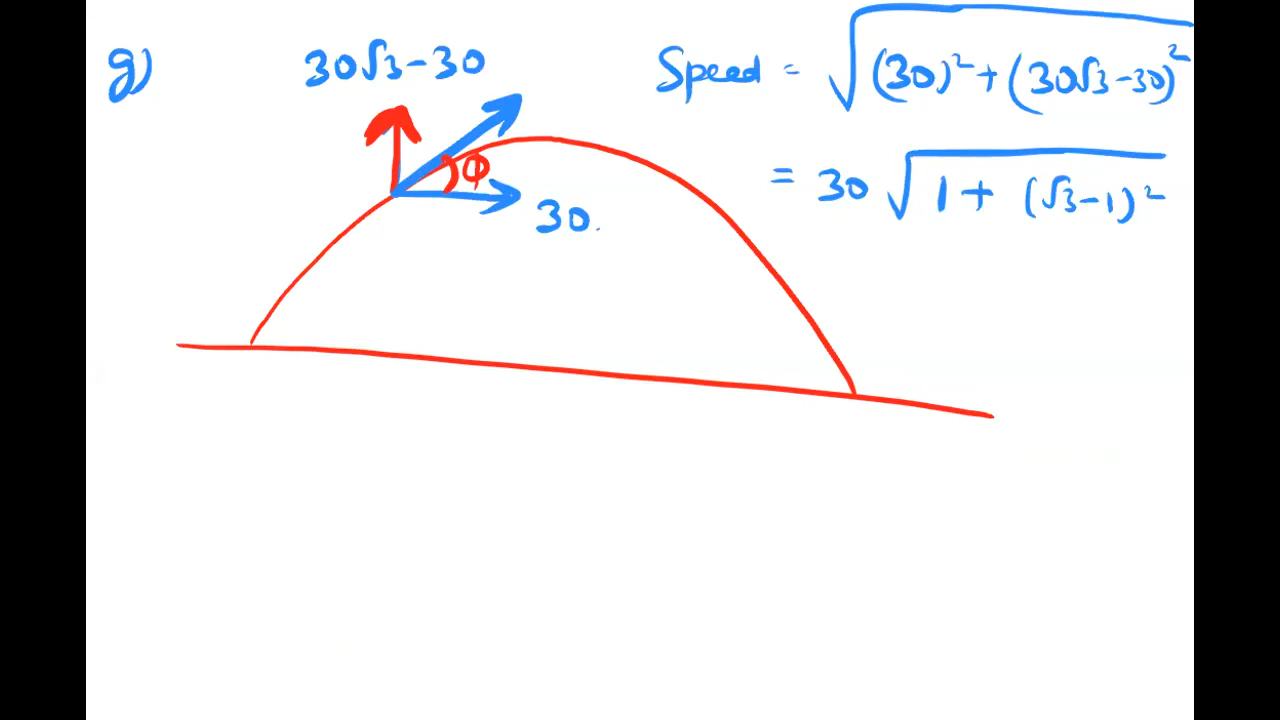 g)
30√3-30
Speed = √((30)²+(30√3-30)²
= 30 √(1 + (√3-1)²
ϕ
30.